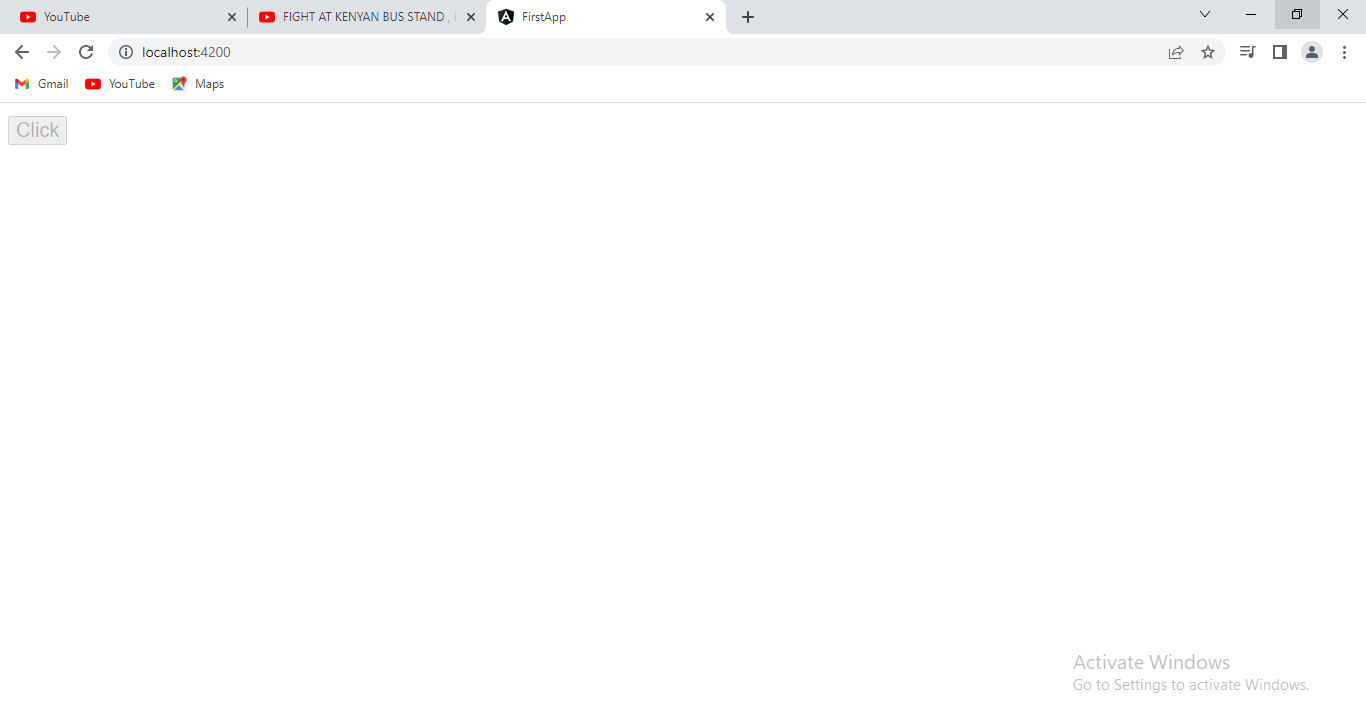 YouTube
FIGHT AT KENYAN BUS STAND ,
FirstApp
localhost:4200
Gmail
YouTube
Maps
Click
Activate Windows
Go to Settings to activate Windows.